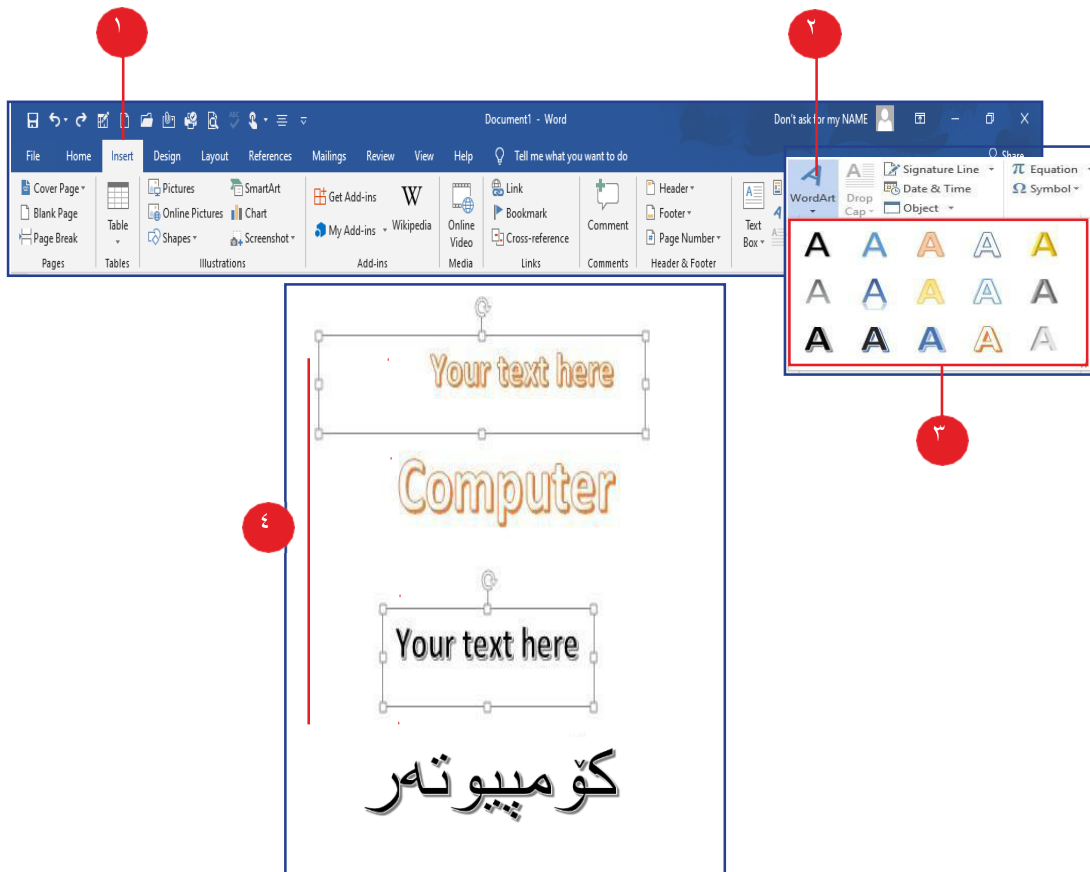 ١
٢
Document1 - Word
Don't ask for my NAME
File Home Insert Design Layout References Mailings Review View Help Tell me what you want to do
Share
Cover Page
Blank Page
Page Break
Pages
Table
Tables
Pictures
Online Pictures
Shapes
SmartArt
Chart
Screenshot
Illustrations
Get Add-ins
My Add-ins
W
Wikipedia
Add-ins
Online
Video
Media
Link
Bookmark
Cross-reference
Links
Comment
Comments
Header
Footer
Page Number
Header & Footer
Text
Box
WordArt
Drop
Cap
Signature Line
Date & Time
Object
π Equation
Ω Symbol
A A A A A
A A A A A
A A A A A
٣
Your text here
Computer
٤
Your text here
کۆمپیوتەر